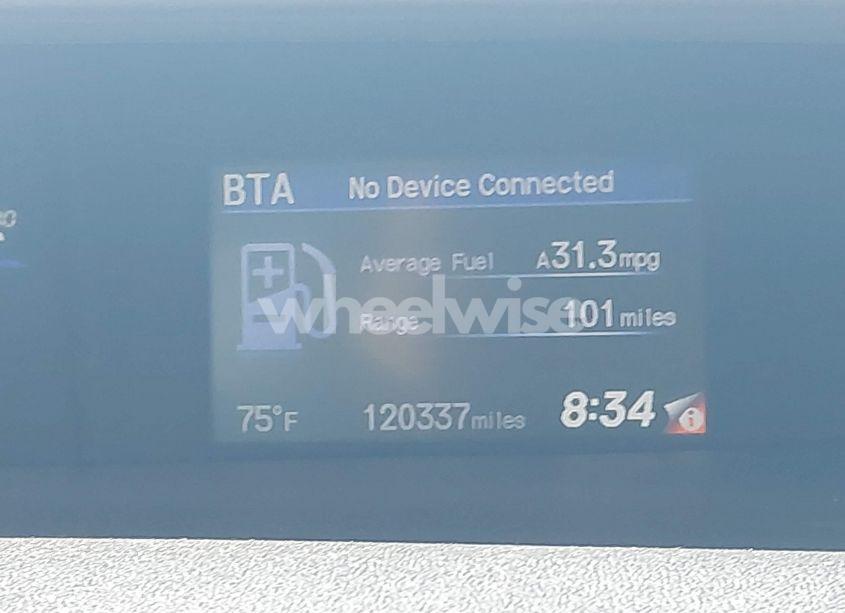 BTA No Device Connected
Average Fuel A31.3mpg
Range 101 miles
wheelwise
75°F 120337miles 8:34